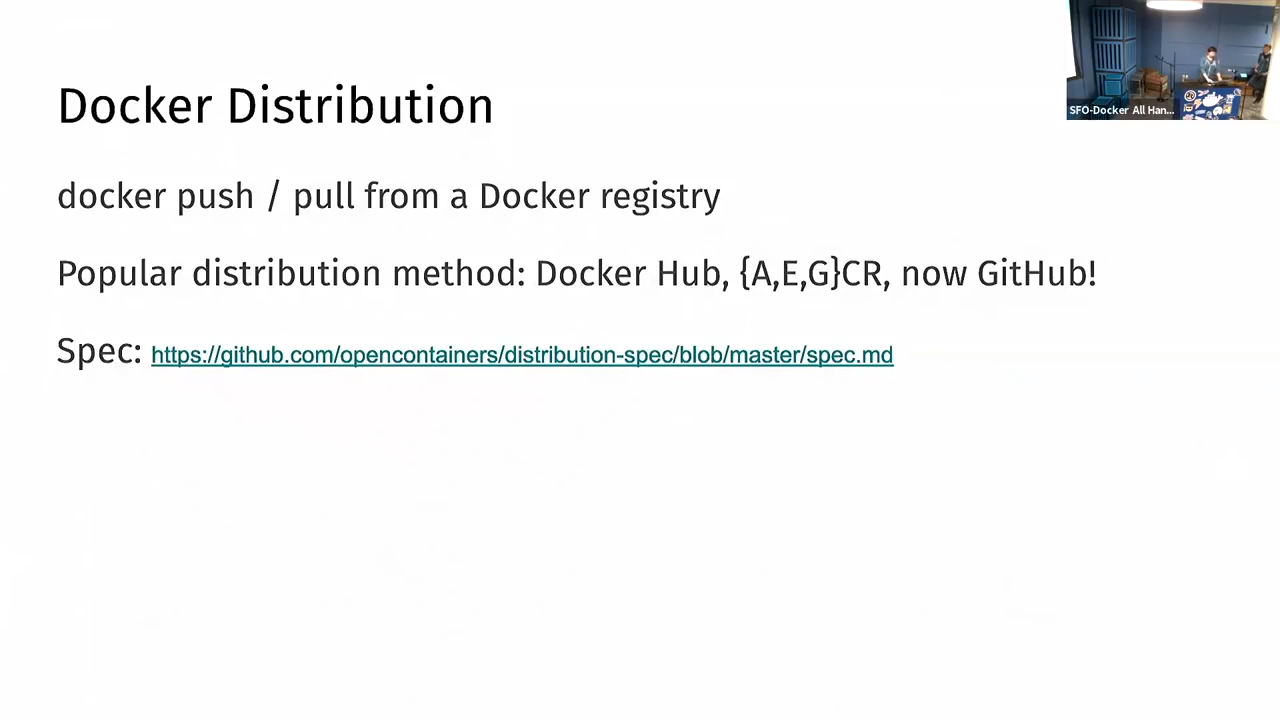 SFO-Docker All Han...
Docker Distribution
docker push / pull from a Docker registry
Popular distribution method: Docker Hub, {A,E,G}CR, now GitHub!
Spec: https://github.com/opencontainers/distribution-spec/blob/master/spec.md